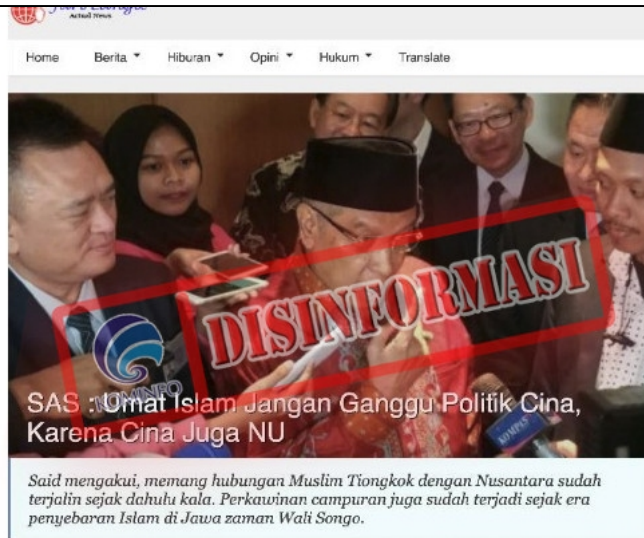 Actual News
Home Berita Hiburan Opini Hukum Translate
DISINFORMASI
KOMINFO
KOMPAS
SAS : Umat Islam Jangan Ganggu Politik Cina,
Karena Cina Juga NU
Said mengakui, memang hubungan Muslim Tiongkok dengan Nusantara sudah
terjalin sejak dahulu kala. Perkawinan campuran juga sudah terjadi sejak era
penyebaran Islam di Jawa zaman Wali Songo.